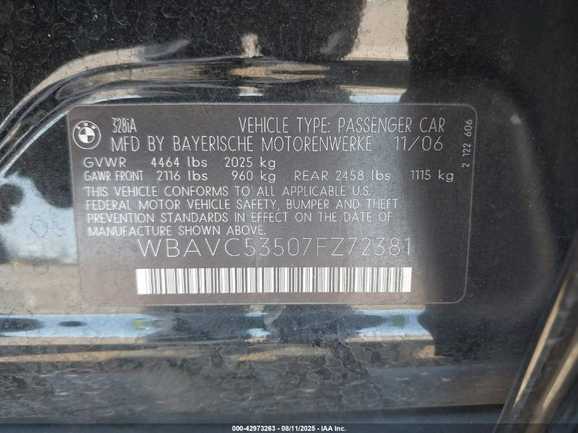 BMW
328iA
VEHICLE TYPE: PASSENGER CAR
MFD BY BAYERISCHE MOTORENWERKE 11/06
GVWR 4464 lbs 2025 kg
GAWR FRONT 2116 lbs 960 kg REAR 2458 lbs 1115 kg
THIS VEHICLE CONFORMS TO ALL APPLICABLE U.S.
FEDERAL MOTOR VEHICLE SAFETY, BUMPER AND THEFT
PREVENTION STANDARDS IN EFFECT ON THE DATE OF
MANUFACTURE SHOWN ABOVE.
WBAVC53507FZ72381
2 122 606
000-42973263 - 08/11/2025 - IAA Inc.